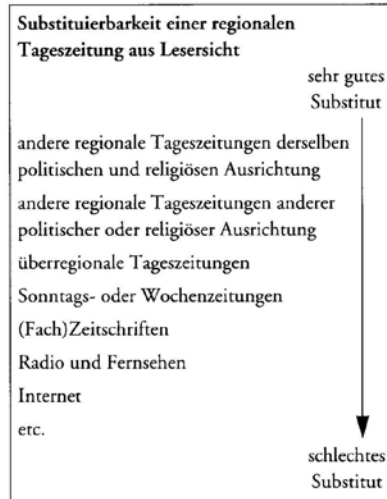 Substituierbarkeit einer regionalen
Tageszeitung aus Lesersicht
sehr gutes
Substitut
andere regionale Tageszeitungen derselben
politischen und religiösen Ausrichtung
andere regionale Tageszeitungen anderer
politischer oder religiöser Ausrichtung
überregionale Tageszeitungen
Sonntags- oder Wochenzeitungen
(Fach)Zeitschriften
Radio und Fernsehen
Internet
etc.
schlechtes
Substitut